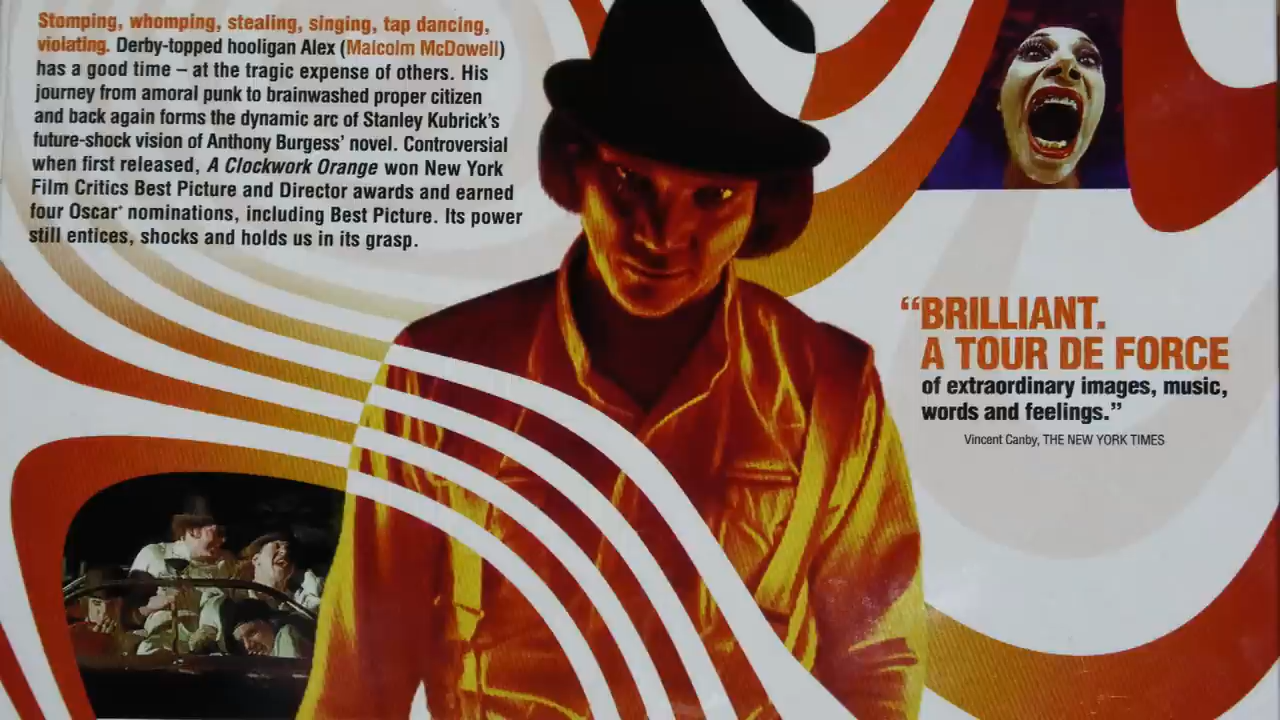 Stomping, whomping, stealing, singing, tap dancing,
violating. Derby-topped hooligan Alex (Malcolm McDowell)
has a good time – at the tragic expense of others. His
journey from amoral punk to brainwashed proper citizen
and back again forms the dynamic arc of Stanley Kubrick's
future-shock vision of Anthony Burgess' novel. Controversial
when first released, A Clockwork Orange won New York
Film Critics Best Picture and Director awards and earned
four Oscar® nominations, including Best Picture. Its power
still entices, shocks and holds us in its grasp.
“BRILLIANT.
A TOUR DE FORCE
of extraordinary images, music,
words and feelings.”
Vincent Canby, THE NEW YORK TIMES